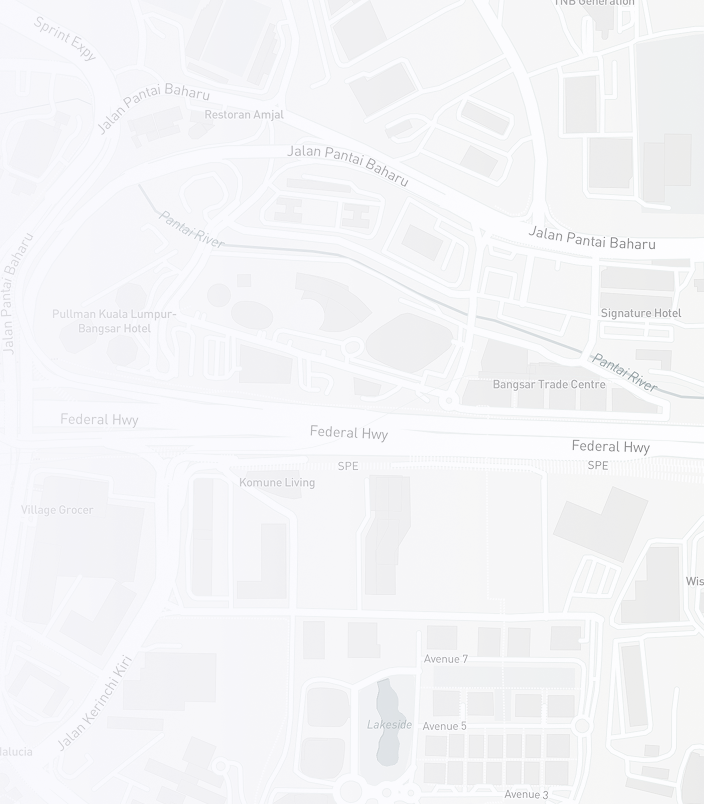 TNB Generation
Sprint Expy
Jalan Pantai Baharu
Restoran Amjal
Jalan Pantai Baharu
Pantai River
Jalan Pantai Baharu
Jalan Pantai Baharu
Pullman Kuala Lumpur-
Bangsar Hotel
Signature Hotel
Pantai River
Bangsar Trade Centre
Federal Hwy
Federal Hwy
Federal Hwy
SPE
SPE
Komune Living
Village Grocer
Wis
Avenue 7
Jalan Kerinchi Kiri
Lakeside
Avenue 5
alucia
Avenue 3